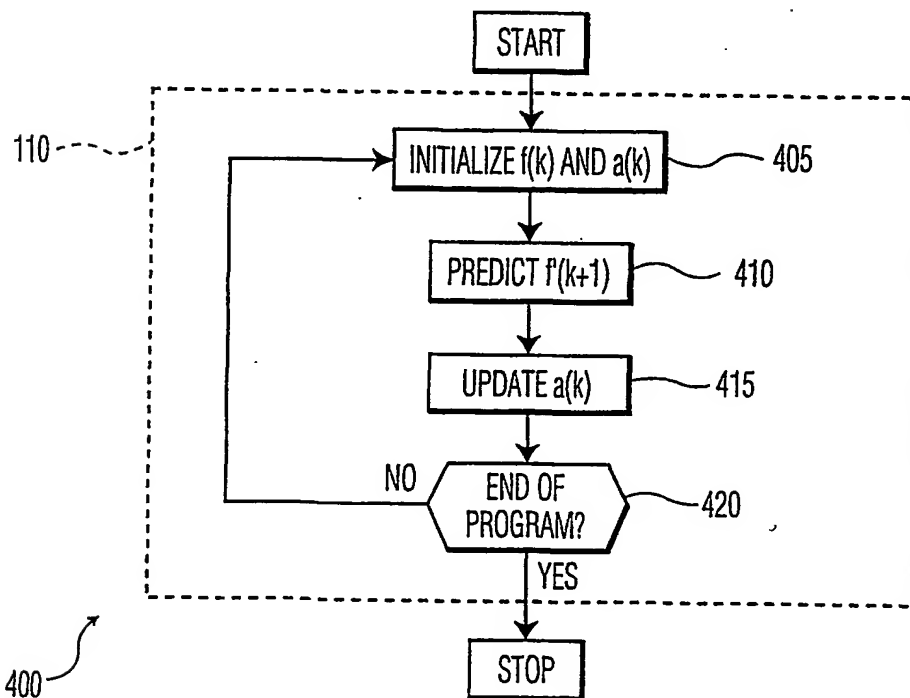 START
110
INITIALIZE f(k) AND a(k)
405
PREDICT f'(k+1)
410
UPDATE a(k)
415
NO
END OF
PROGRAM?
420
YES
STOP
400